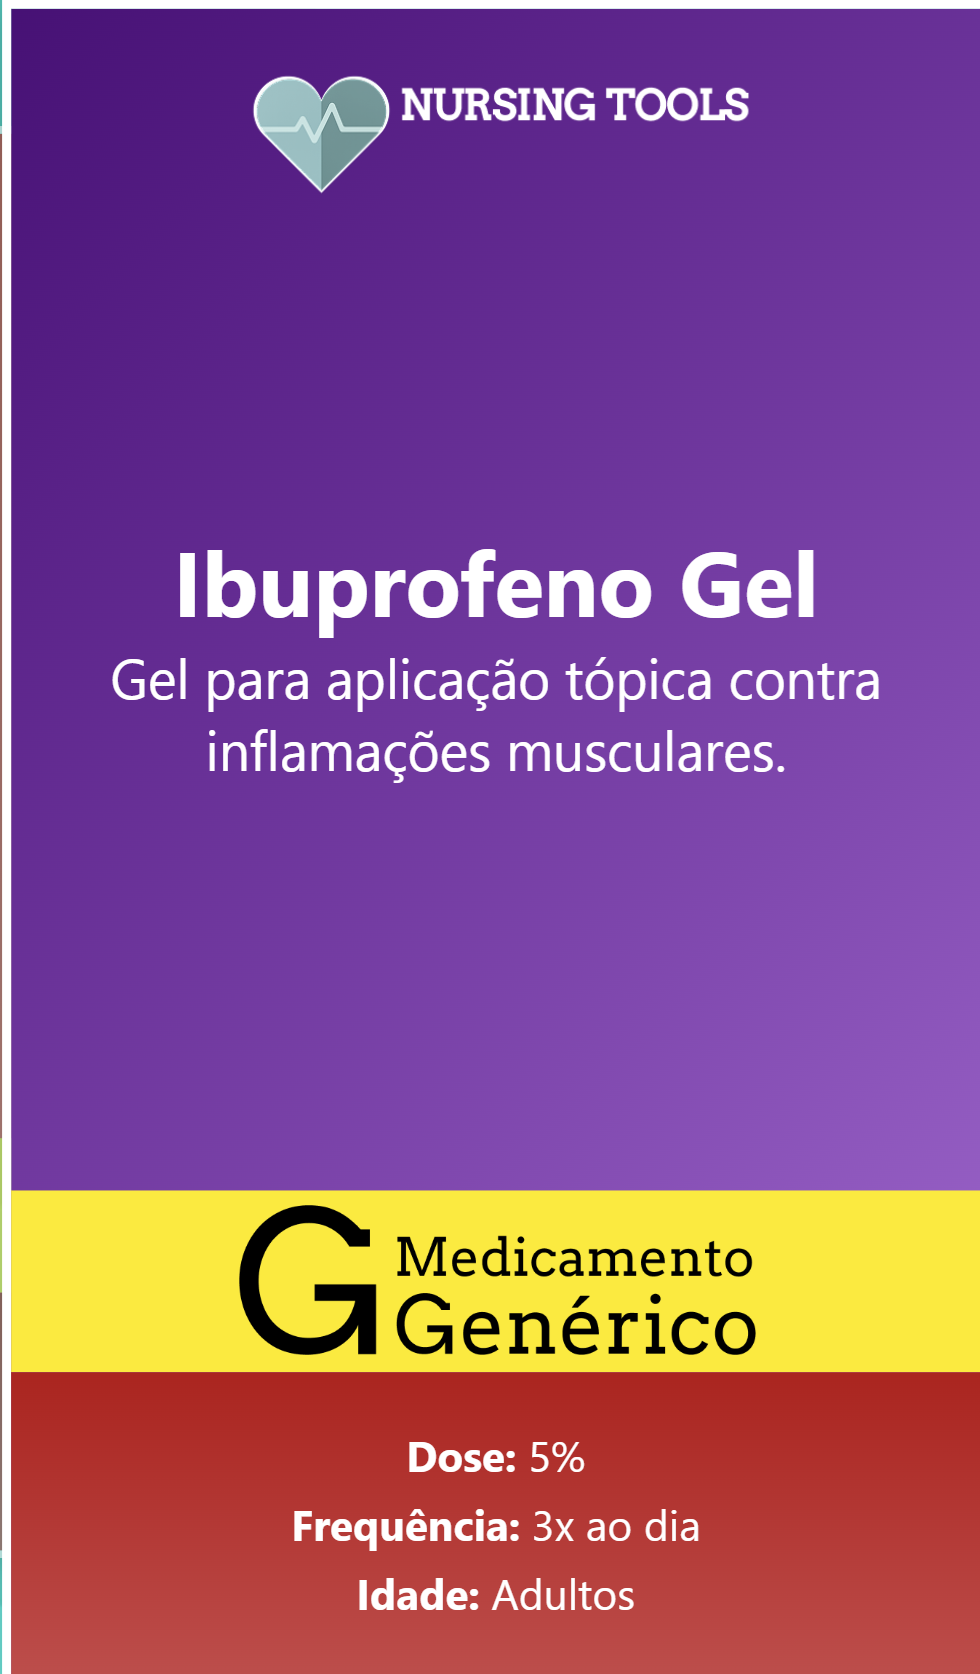 NURSING TOOLS
Ibuprofeno Gel
Gel para aplicação tópica contra
inflamações musculares.
G Medicamento
Genérico
Dose: 5%
Frequência: 3x ao dia
Idade: Adultos